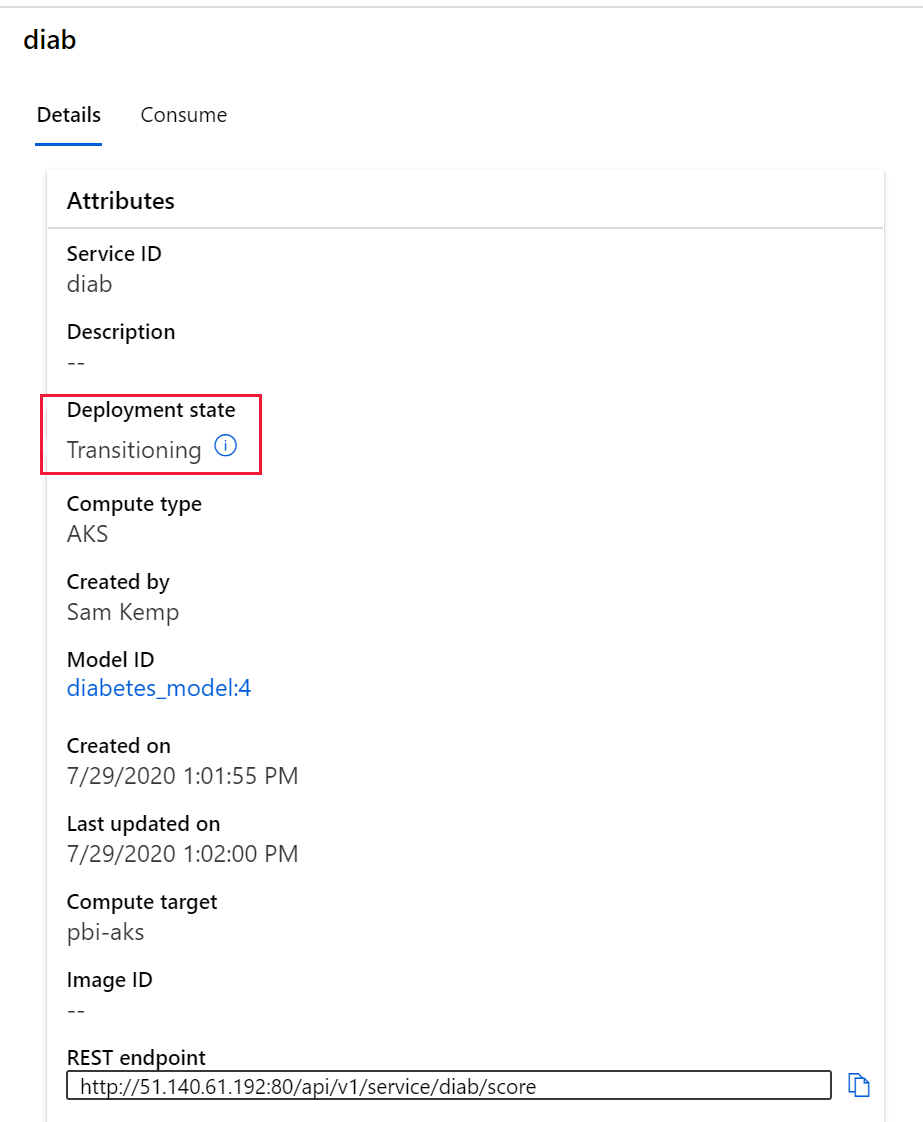 diab
Details Consume
Attributes
Service ID
diab
Description
--
Deployment state
Transitioning
Compute type
AKS
Created by
Sam Kemp
Model ID
diabetes_model:4
Created on
7/29/2020 1:01:55 PM
Last updated on
7/29/2020 1:02:00 PM
Compute target
pbi-aks
Image ID
--
REST endpoint
http://51.140.61.192:80/api/v1/service/diab/score